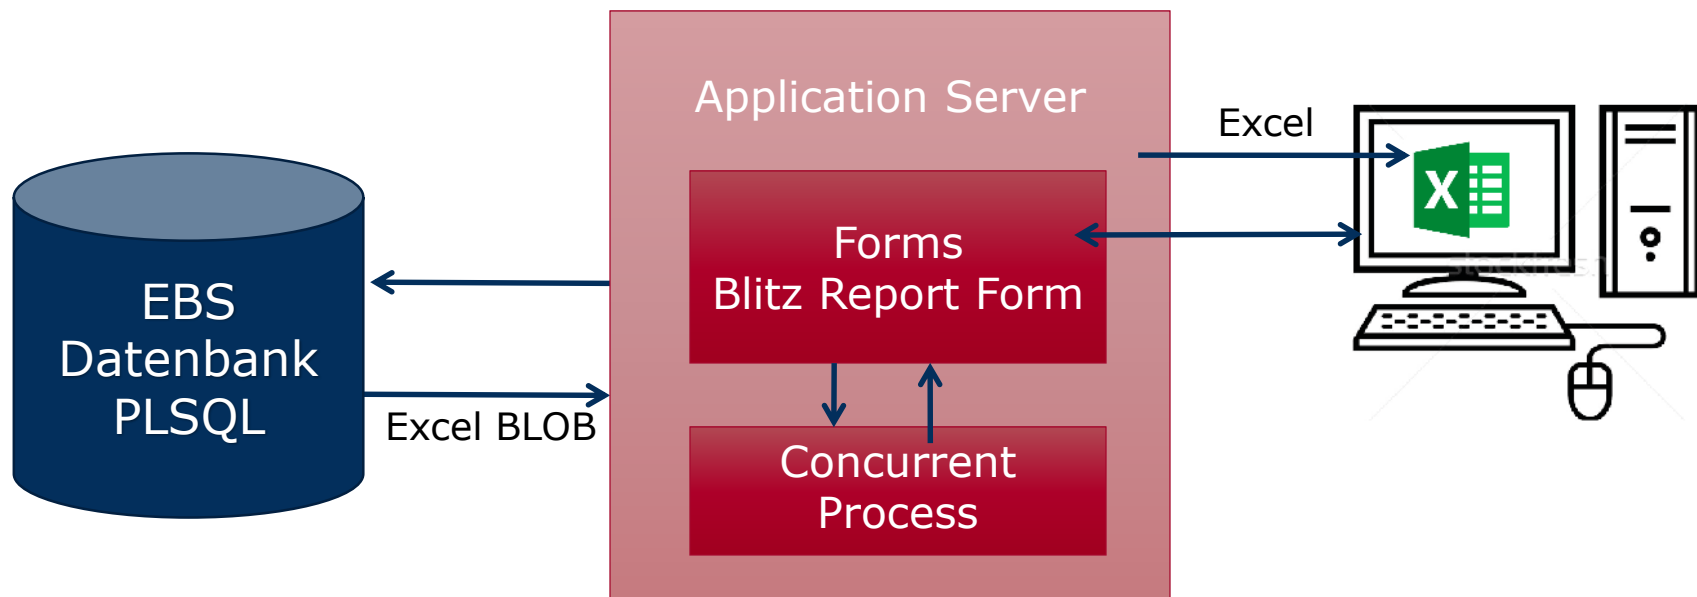 Application Server
Excel
X
Forms
Blitz Report Form
EBS
Datenbank
PLSQL
Excel BLOB
Concurrent
Process